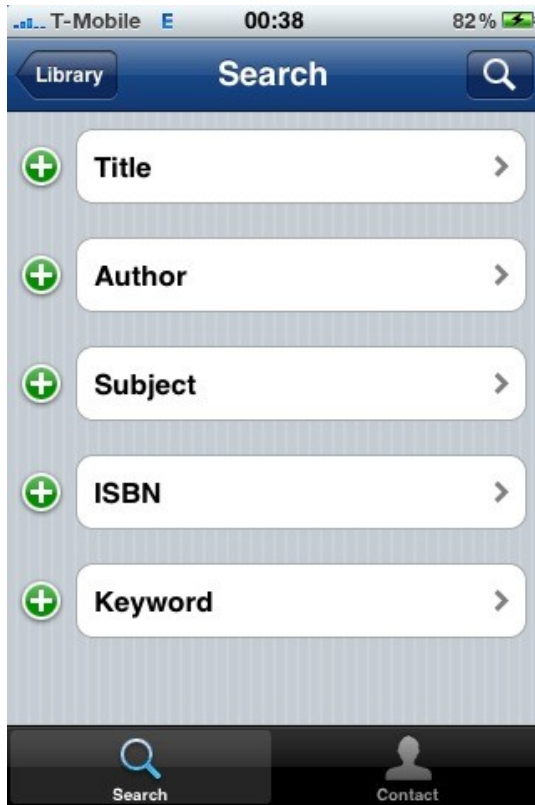 T-Mobile E 00:38 82%
Library Search
Title
Author
Subject
ISBN
Keyword
Search Contact